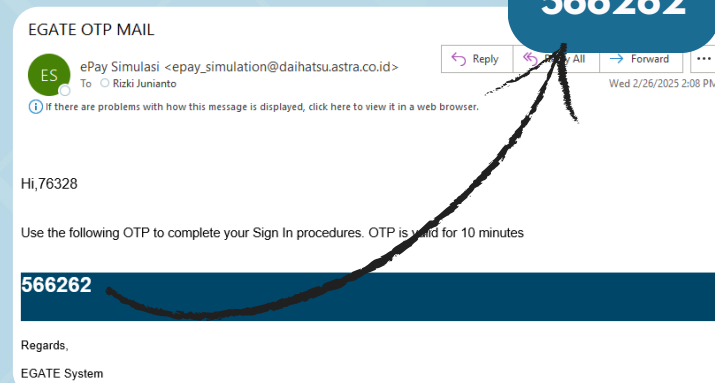 566262
EGATE OTP MAIL
ES
ePay Simulasi <epay_simulation@daihatsu.astra.co.id>
To Rizki Junianto
Reply
All
Forward
Wed 2/26/2025 2:08 PM
If there are problems with how this message is displayed, click here to view it in a web browser.
Hi,76328
Use the following OTP to complete your Sign In procedures. OTP is valid for 10 minutes
566262
Regards,
EGATE System